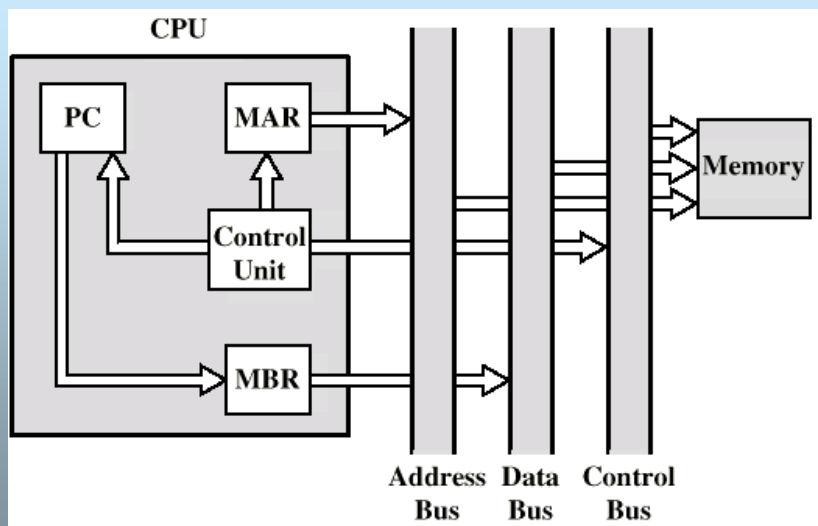 CPU
PC
MAR
Memory
Control
Unit
MBR
Address
Bus
Data
Bus
Control
Bus